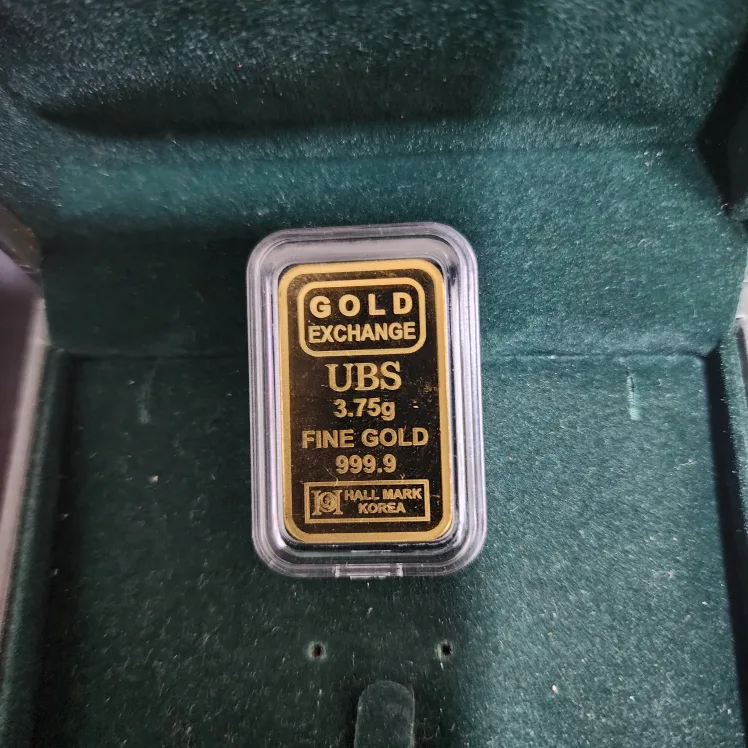 GOLD
EXCHANGE
UBS
3.75g
FINE GOLD
999.9
HALL MARK
KOREA